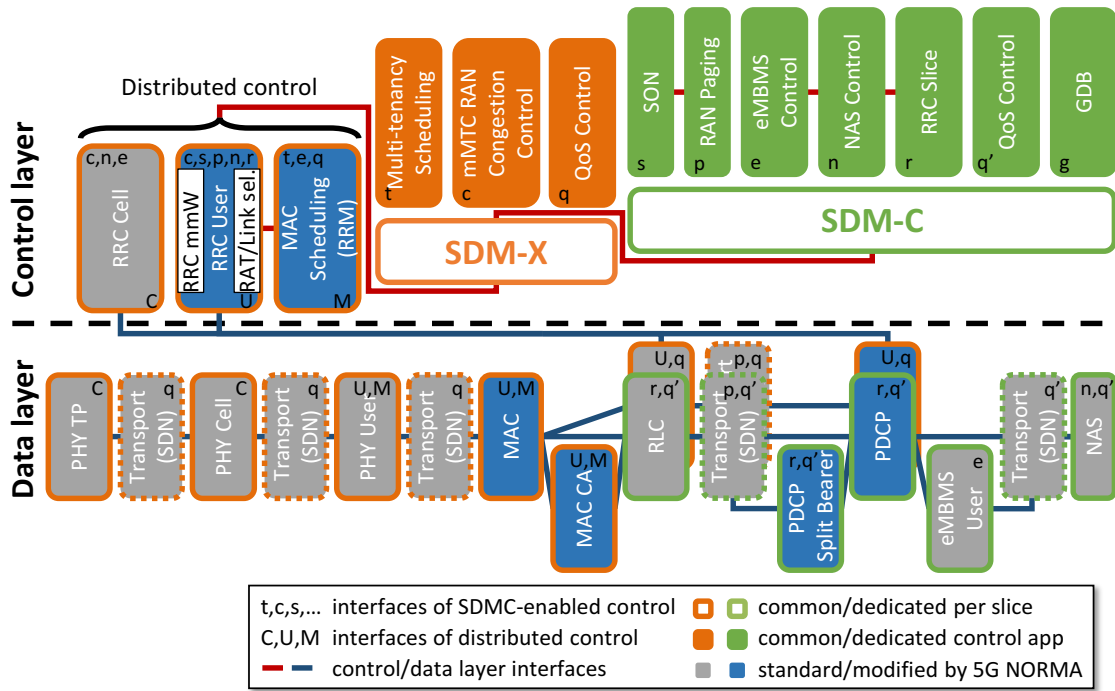 Control layer
Distributed control
c,n,e
RRC Cell
C
c,s,p,n,r
RRC mmW
RRC User
RAT/Link sel.
U
t,e,q
MAC
Scheduling
(RRM)
M
Multi-tenancy
Scheduling
t
mMTC RAN
Congestion
Control
c
QoS Control
q
SDM-X
SON
s
RAN Paging
p
eMBMS
Control
e
NAS Control
n
RRC Slice
r
QoS Control
q’
GDB
g
SDM-C
Data layer
C
PHY TP
q
Transport
(SDN)
C
PHY Cell
q
Transport
(SDN)
U,M
PHY User
q
Transport
(SDN)
U,M
MAC
U,M
MAC CA
U,q
r,q’
RLC
p,q
p,q’
Transport
(SDN)
r,q’
PDCP
Split Bearer
U,q
r,q’
PDCP
e
eMBMS
User
q’
Transport
(SDN)
n,q’
NAS
t,c,s,... interfaces of SDMC-enabled control
C,U,M interfaces of distributed control
control/data layer interfaces
common/dedicated per slice
common/dedicated control app
standard/modified by 5G NORMA